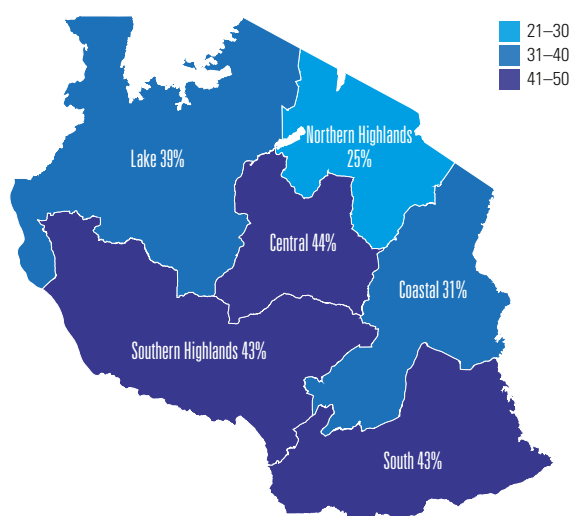 21–30
31–40
41–50
Northern Highlands
25%
Lake 39%
Central 44%
Coastal 31%
Southern Highlands 43%
South 43%